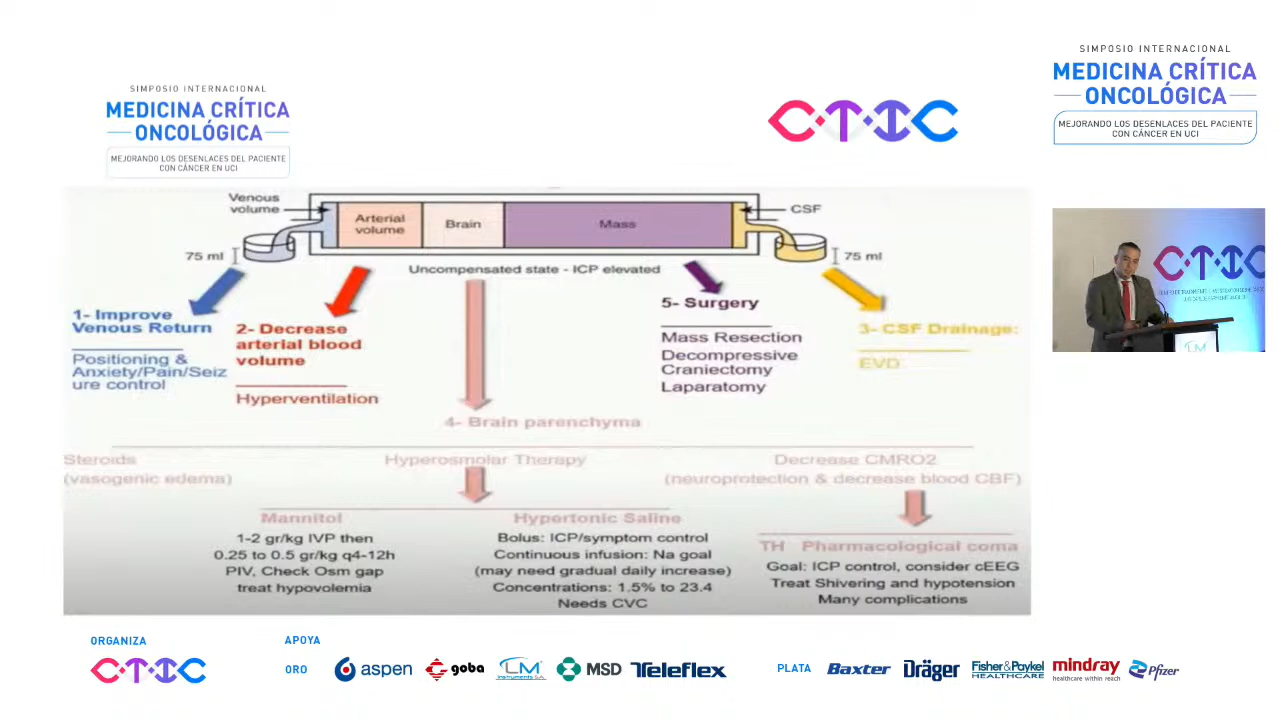 SIMPOSIO INTERNACIONAL
MEDICINA CRÍTICA
ONCOLÓGICA
MEJORANDO LOS DESENLACES DEL PACIENTE
CON CÁNCER EN UCI
CTIC
SIMPOSIO INTERNACIONAL
MEDICINA CRÍTICA
ONCOLÓGICA
MEJORANDO LOS DESENLACES DEL PACIENTE
CON CÁNCER EN UCI
Venous
volume
Arterial
volume
Brain
Mass
CSF
75 ml
75 ml
Uncompensated state - ICP elevated
1- Improve
Venous Return
Positioning &
Anxiety/Pain/Seiz
ure control
2- Decrease
arterial blood
volume
Hyperventilation
5- Surgery
Mass Resection
Decompressive
Craniectomy
Laparatomy
3- CSF Drainage:
EVD
4- Brain parenchyma
Steroids
(vasogenic edema)
Hyperosmolar Therapy
Decrease CMRO2
(neuroprotection & decrease blood CBF)
Mannitol
1-2 gr/kg IVP then
0.25 to 0.5 gr/kg q4-12h
PIV, Check Osm gap
treat hypovolemia
Hypertonic Saline
Bolus: ICP/symptom control
Continuous infusion: Na goal
(may need gradual daily increase)
Concentrations: 1.5% to 23.4
Needs CVC
TH Pharmacological coma
Goal: ICP control, consider cEEG
Treat Shivering and hypotension
Many complications
CTIC
LM
ORGANIZA
CTIC
APOYA
ORO
aspen
goba
LM
Instruments S.A.
MSD
Teleflex
PLATA
Baxter
Dräger
Fisher & Paykel
HEALTHCARE
mindray
healthcare within reach
Pfizer